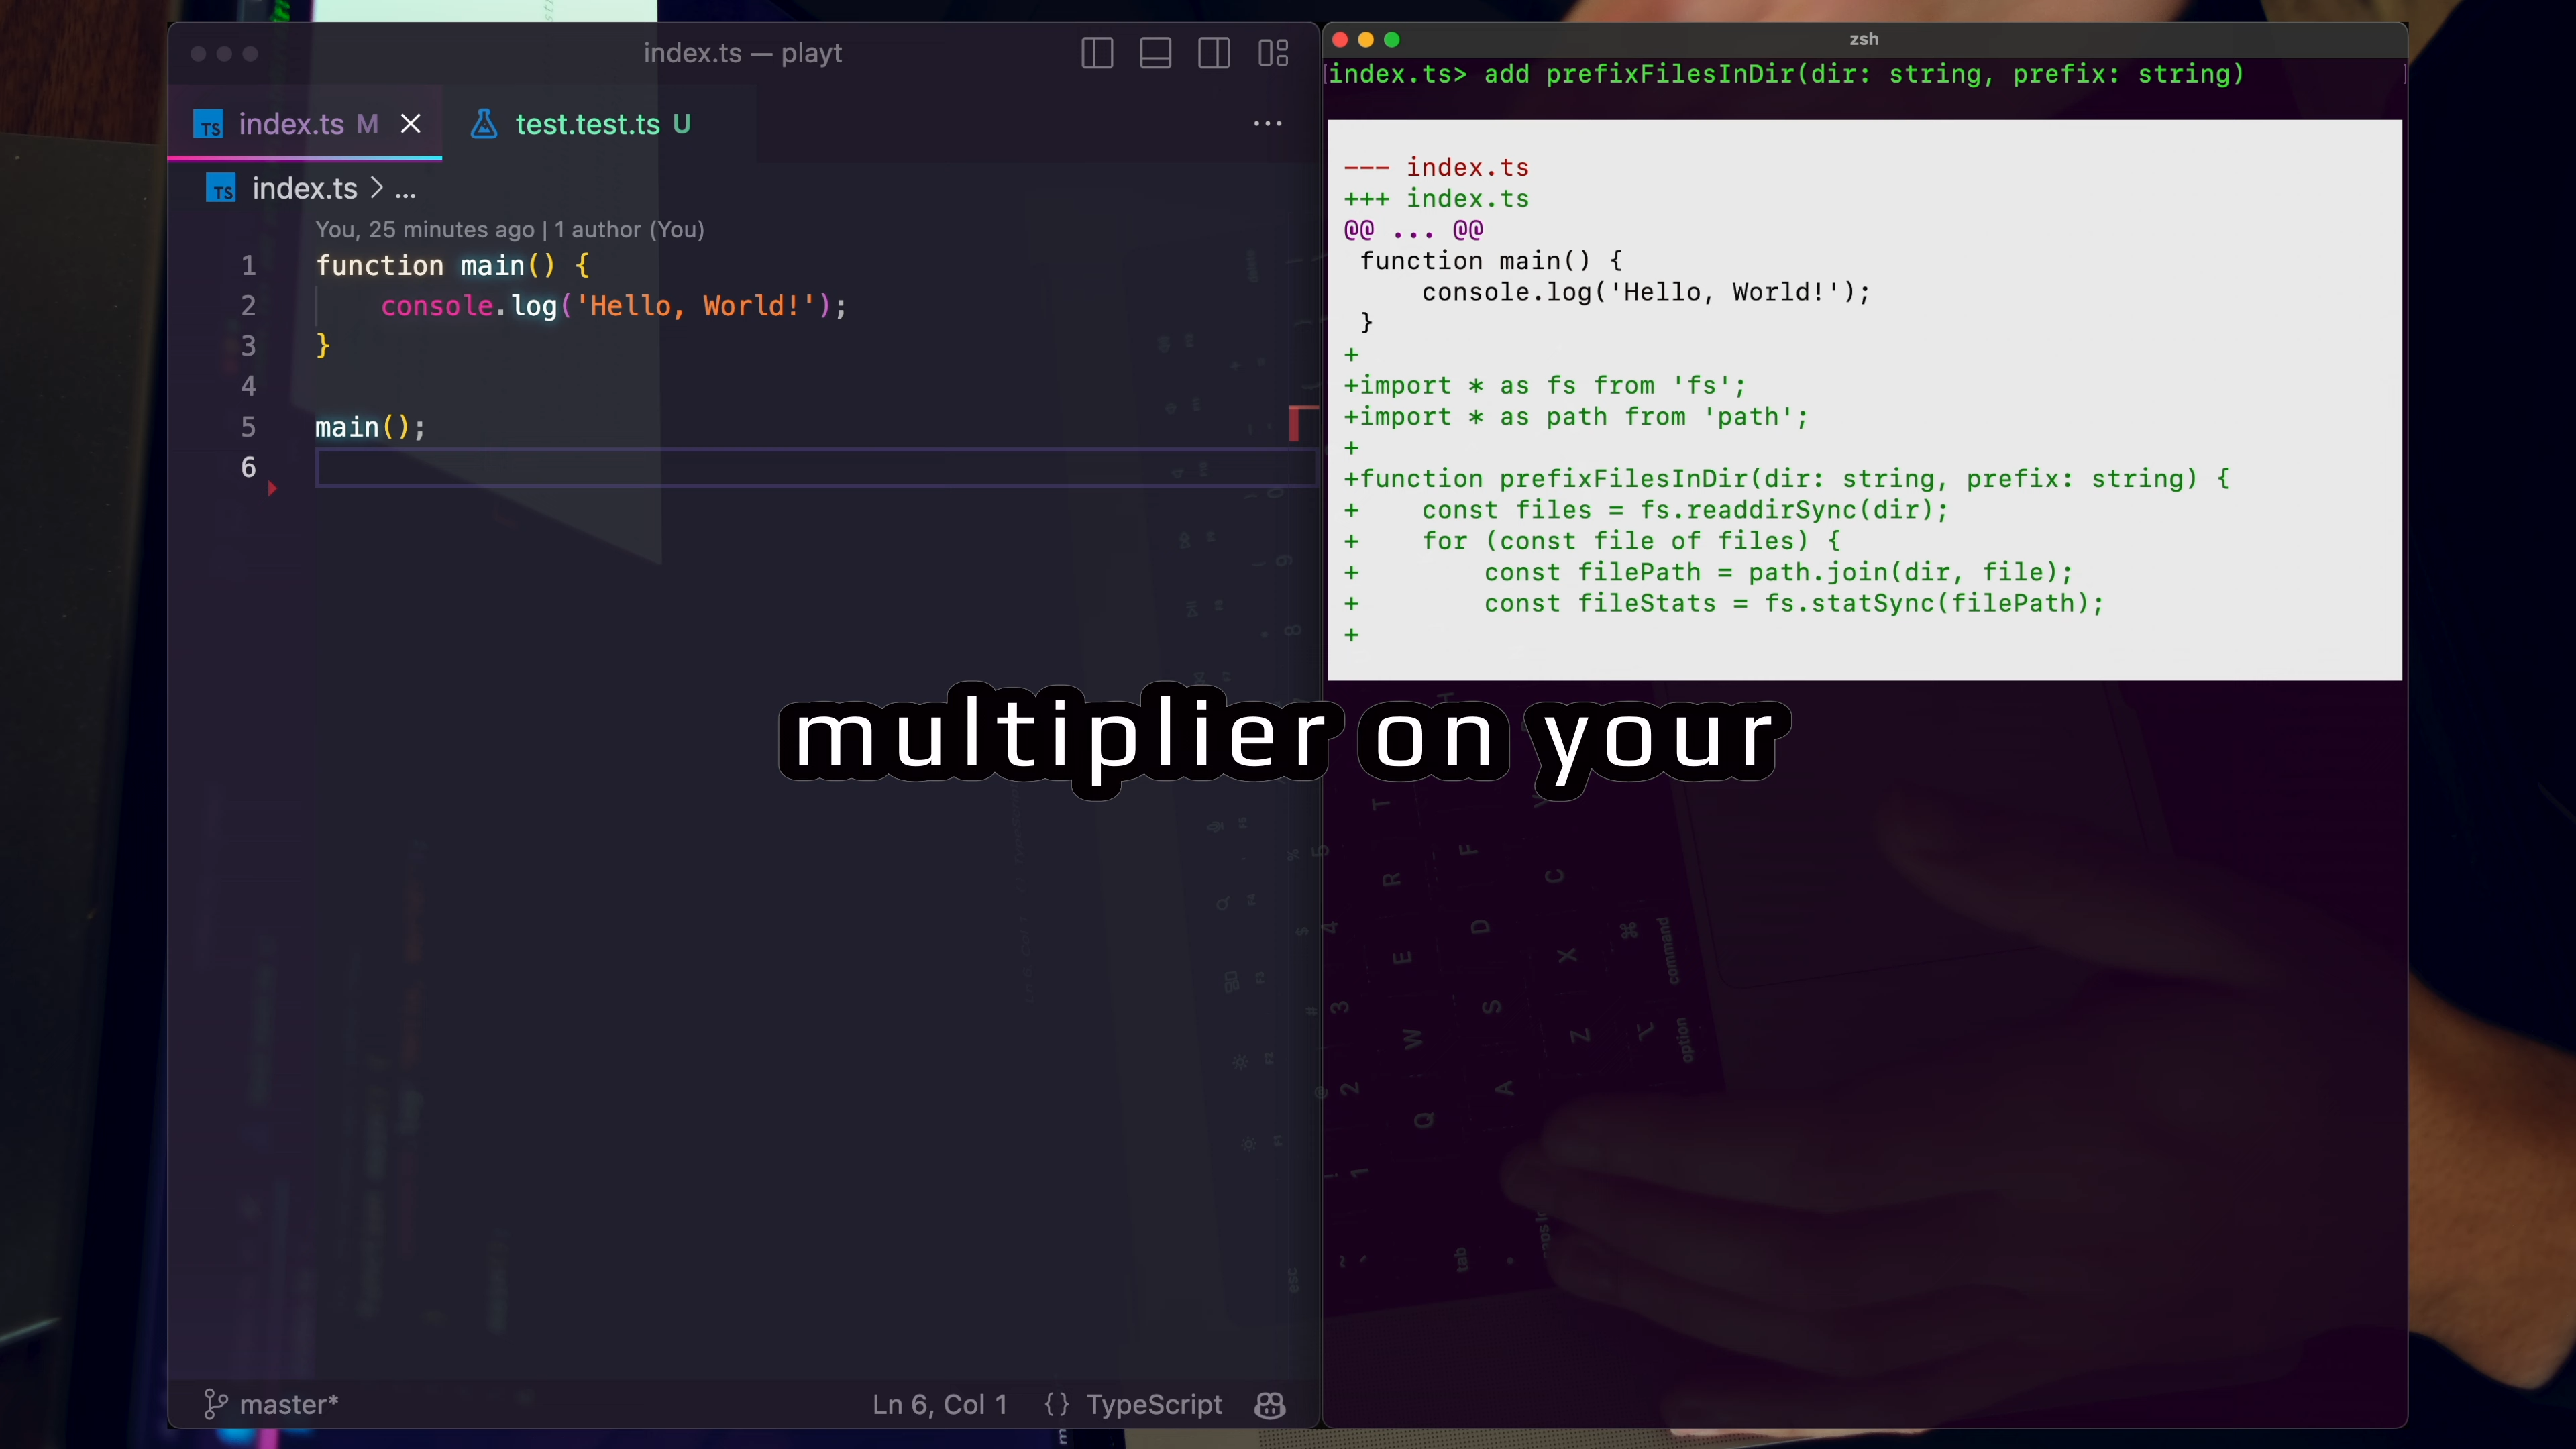 index.ts — playt
index.ts M
test.test.ts U
index.ts > ...
You, 25 minutes ago | 1 author (You)
1 function main() {
2 console.log('Hello, World!');
3 }
4
5 main();
6
master*
Ln 6, Col 1
{} TypeScript
zsh
[index.ts> add prefixFilesInDir(dir: string, prefix: string) ]
--- index.ts
+++ index.ts
@@ ... @@
function main() {
console.log('Hello, World!');
}
+
+import * as fs from 'fs';
+import * as path from 'path';
+
+function prefixFilesInDir(dir: string, prefix: string) {
+ const files = fs.readdirSync(dir);
+ for (const file of files) {
+ const filePath = path.join(dir, file);
+ const fileStats = fs.statSync(filePath);
+
multiplier on your
command
option
tab
esc